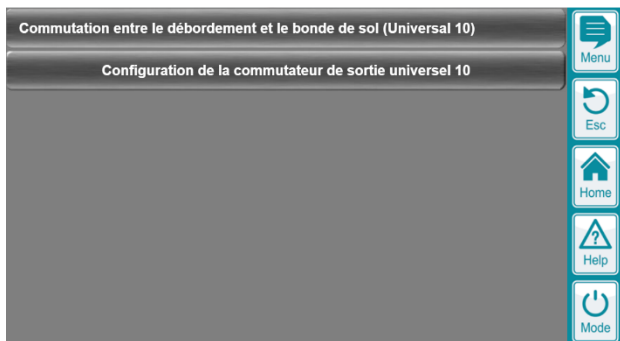 Commutation entre le débordement et le bonde de sol (Universal 10)
Configuration de la commutateur de sortie universel 10
Menu
Esc
Home
Help
Mode